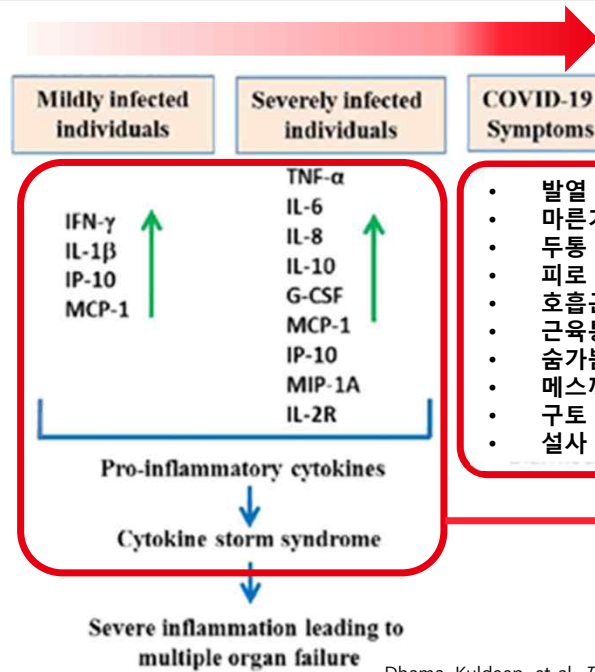 Mildly infected
individuals
Severely infected
individuals
COVID-19
Symptoms
IFN-γ
IL-1β
IP-10
MCP-1
TNF-α
IL-6
IL-8
IL-10
G-CSF
MCP-1
IP-10
MIP-1A
IL-2R
• 발열
• 
• 두통
• 피로
• 
• 
• 
• 
• 구토
• 설사
Pro-inflammatory cytokines
Cytokine storm syndrome
Severe inflammation leading to
multiple organ failure